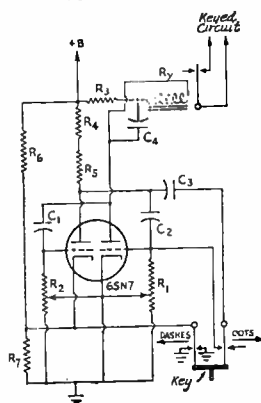 Keyed
Circuit
+B
Ry
R3
R4
C4
R6
R5
C3
C1
C2
R2
6SN7
R1
DASHES
DOTS
R7
Key